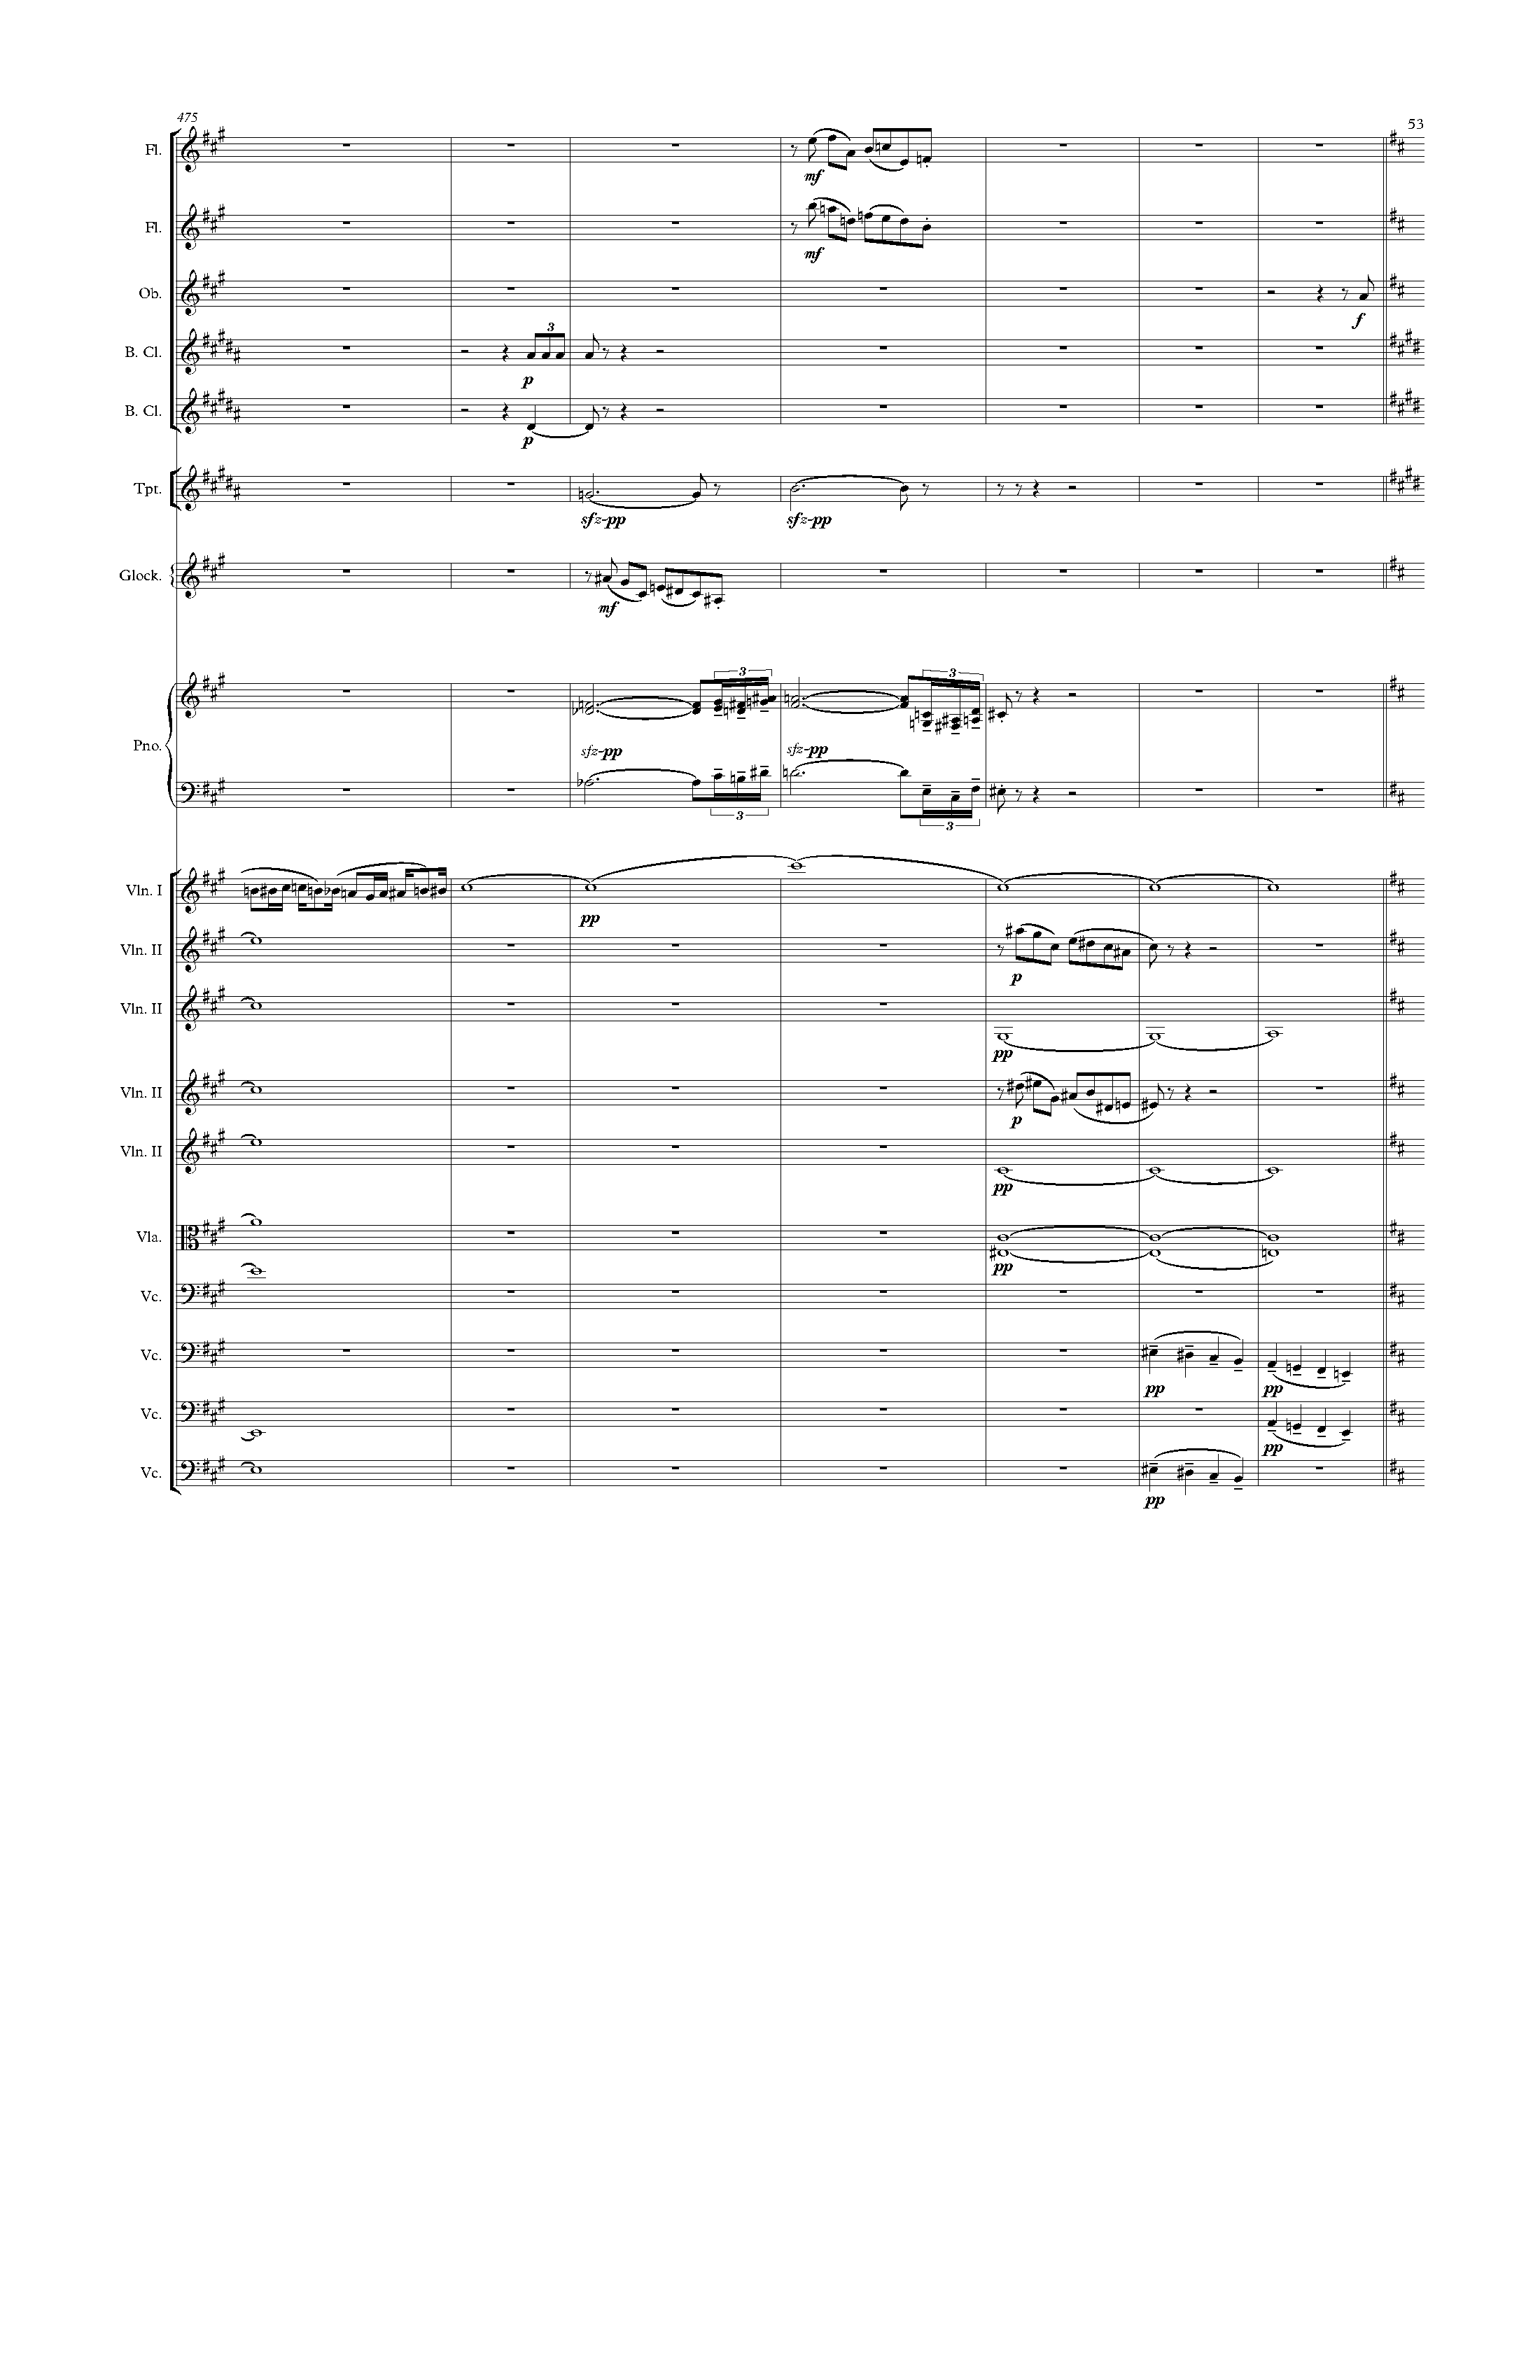 475
53
Fl.
mf
Fl.
mf
Ob.
f
B. Cl.
3
p
B. Cl.
p
Tpt.
sfz-pp sfz-pp
Glock.
mf
3 3
Pno.
sfz-pp sfz-pp
3 3
Vln. I
pp
Vln. II
p
Vln. II
pp
Vln. II
p
Vln. II
pp
Vla.
pp
Vc.
Vc.
pp pp
Vc.
pp
Vc.
pp